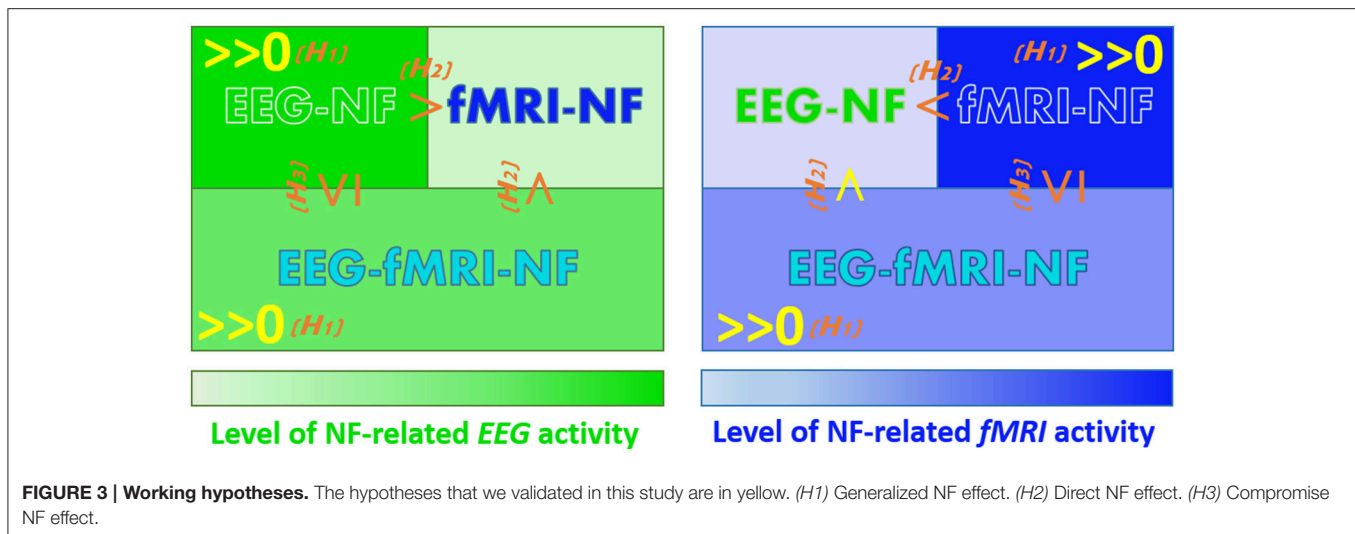 >>0 (H1)
(H2)
EEG-NF > fMRI-NF
(H3) ≥
(H2) <
EEG-fMRI-NF
>>0 (H1)
Level of NF-related EEG activity
(H1) >>0
(H2)
EEG-NF < fMRI-NF
(H2) <
(H3) ≥
EEG-fMRI-NF
>>0 (H1)
Level of NF-related fMRI activity
FIGURE 3 | Working hypotheses. The hypotheses that we validated in this study are in yellow. (H1) Generalized NF effect. (H2) Direct NF effect. (H3) Compromise
NF effect.